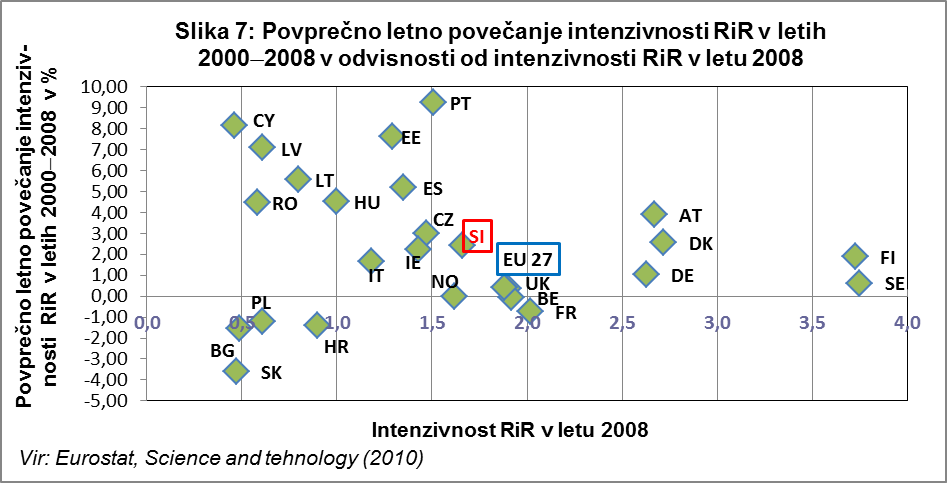 Slika 7: Povprečno letno povečanje intenzivnosti RiR v letih
2000–2008 v odvisnosti od intenzivnosti RiR v letu 2008
Povprečno letno povečanje intenziv-
nosti RiR v letih 2000–2008 v %
10,00
9,00
8,00
7,00
6,00
5,00
4,00
3,00
2,00
1,00
0,00
-1,00
-2,00
-3,00
-4,00
-5,00
PT
CY
EE
LV
LT
ES
RO
HU
AT
CZ
SI
DK
IE
EU 27
FI
IT
DE
NO
UK
SE
BE
PL
FR
HR
BG
SK
0,0
0,5
1,0
1,5
2,0
2,5
3,0
3,5
4,0
Intenzivnost RiR v letu 2008
Vir: Eurostat, Science and tehnology (2010)